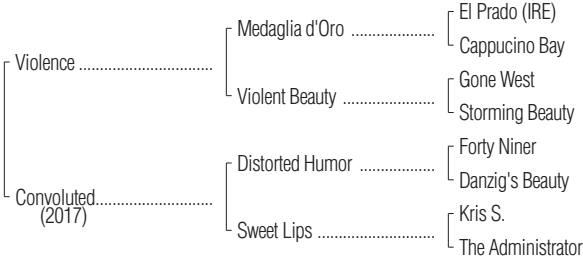 El Prado (IRE)
Medaglia d'Oro ....................
Cappucino Bay
Violence ................................
Gone West
Violent Beauty ......................
Storming Beauty
Forty Niner
Distorted Humor ..................
Danzig's Beauty
Convoluted............................
(2017)
Kris S.
Sweet Lips ............................
The Administrator